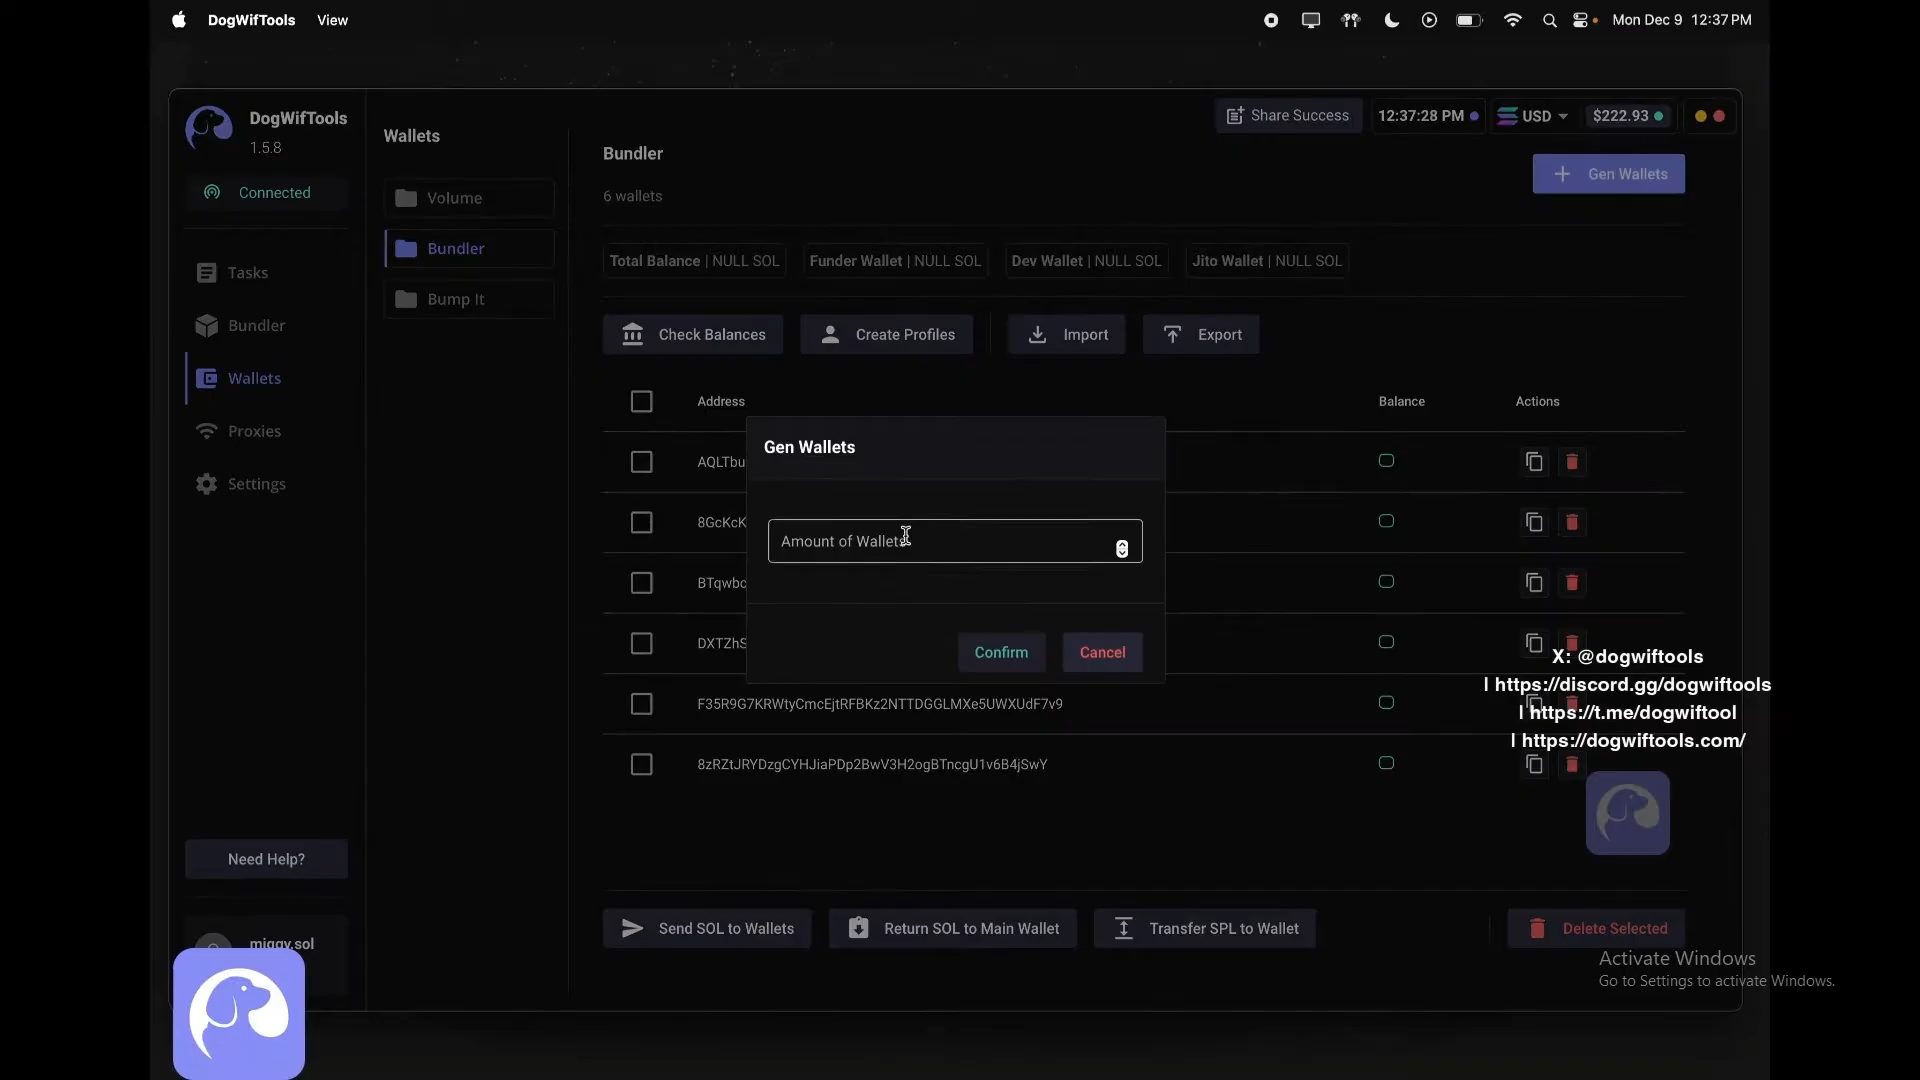 DogWifTools View Mon Dec 9 12:37 PM
DogWifTools
1.5.8
Connected
Tasks
Bundler
Wallets
Proxies
Settings
Need Help?
miggy.sol
Wallets
Volume
Bundler
Bump It
Share Success 12:37:28 PM USD $222.93
Bundler
6 wallets
Gen Wallets
Total Balance | NULL SOL Funder Wallet | NULL SOL Dev Wallet | NULL SOL Jito Wallet | NULL SOL
Check Balances Create Profiles Import Export
Address Balance Actions
AQLTbu
8GcKcK
BTqwbc
DXTZhS
F35R9G7KRWtyCmcEjtRFBKz2NTTDGGLMXe5UWXUdF7v9
8zRZtJRYDzgCYHJiaPDp2BwV3H2ogBTncgU1v6B4jSwY
Gen Wallets
Amount of Wallets
Confirm Cancel
X: @dogwiftools
| https://discord.gg/dogwiftools
| https://t.me/dogwiftool
| https://dogwiftools.com/
Send SOL to Wallets Return SOL to Main Wallet Transfer SPL to Wallet Delete Selected
Activate Windows
Go to Settings to activate Windows.